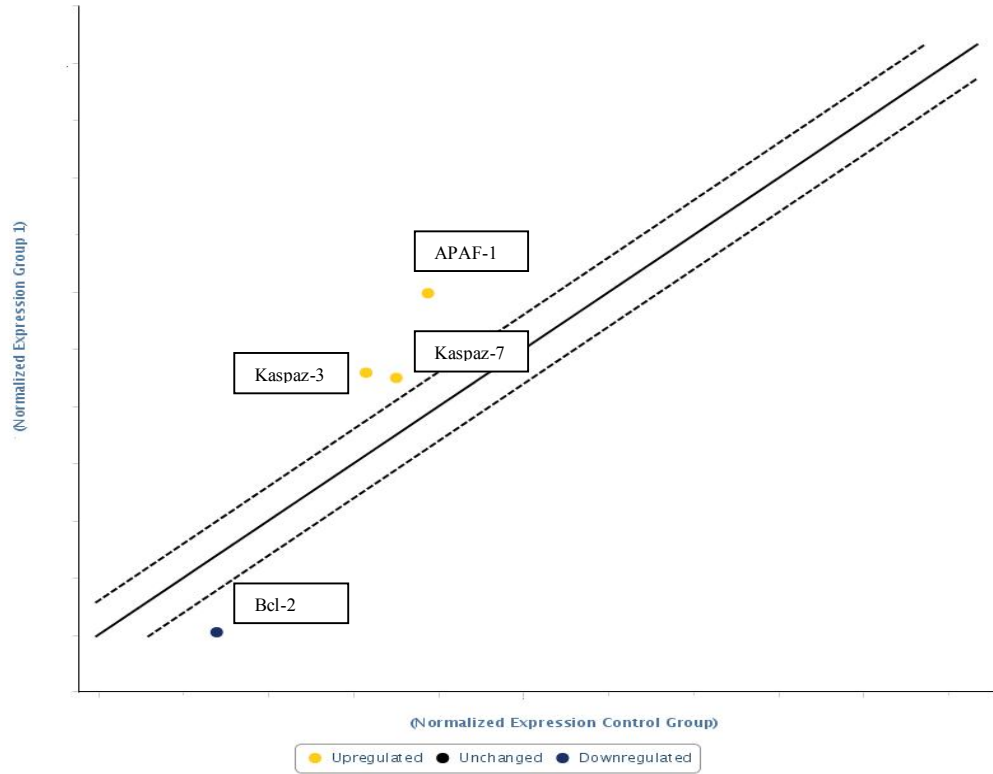 (Normalized Expression Group 1)
APAF-1
Kaspaz-7
Kaspaz-3
Bcl-2
(Normalized Expression Control Group)
Upregulated Unchanged Downregulated